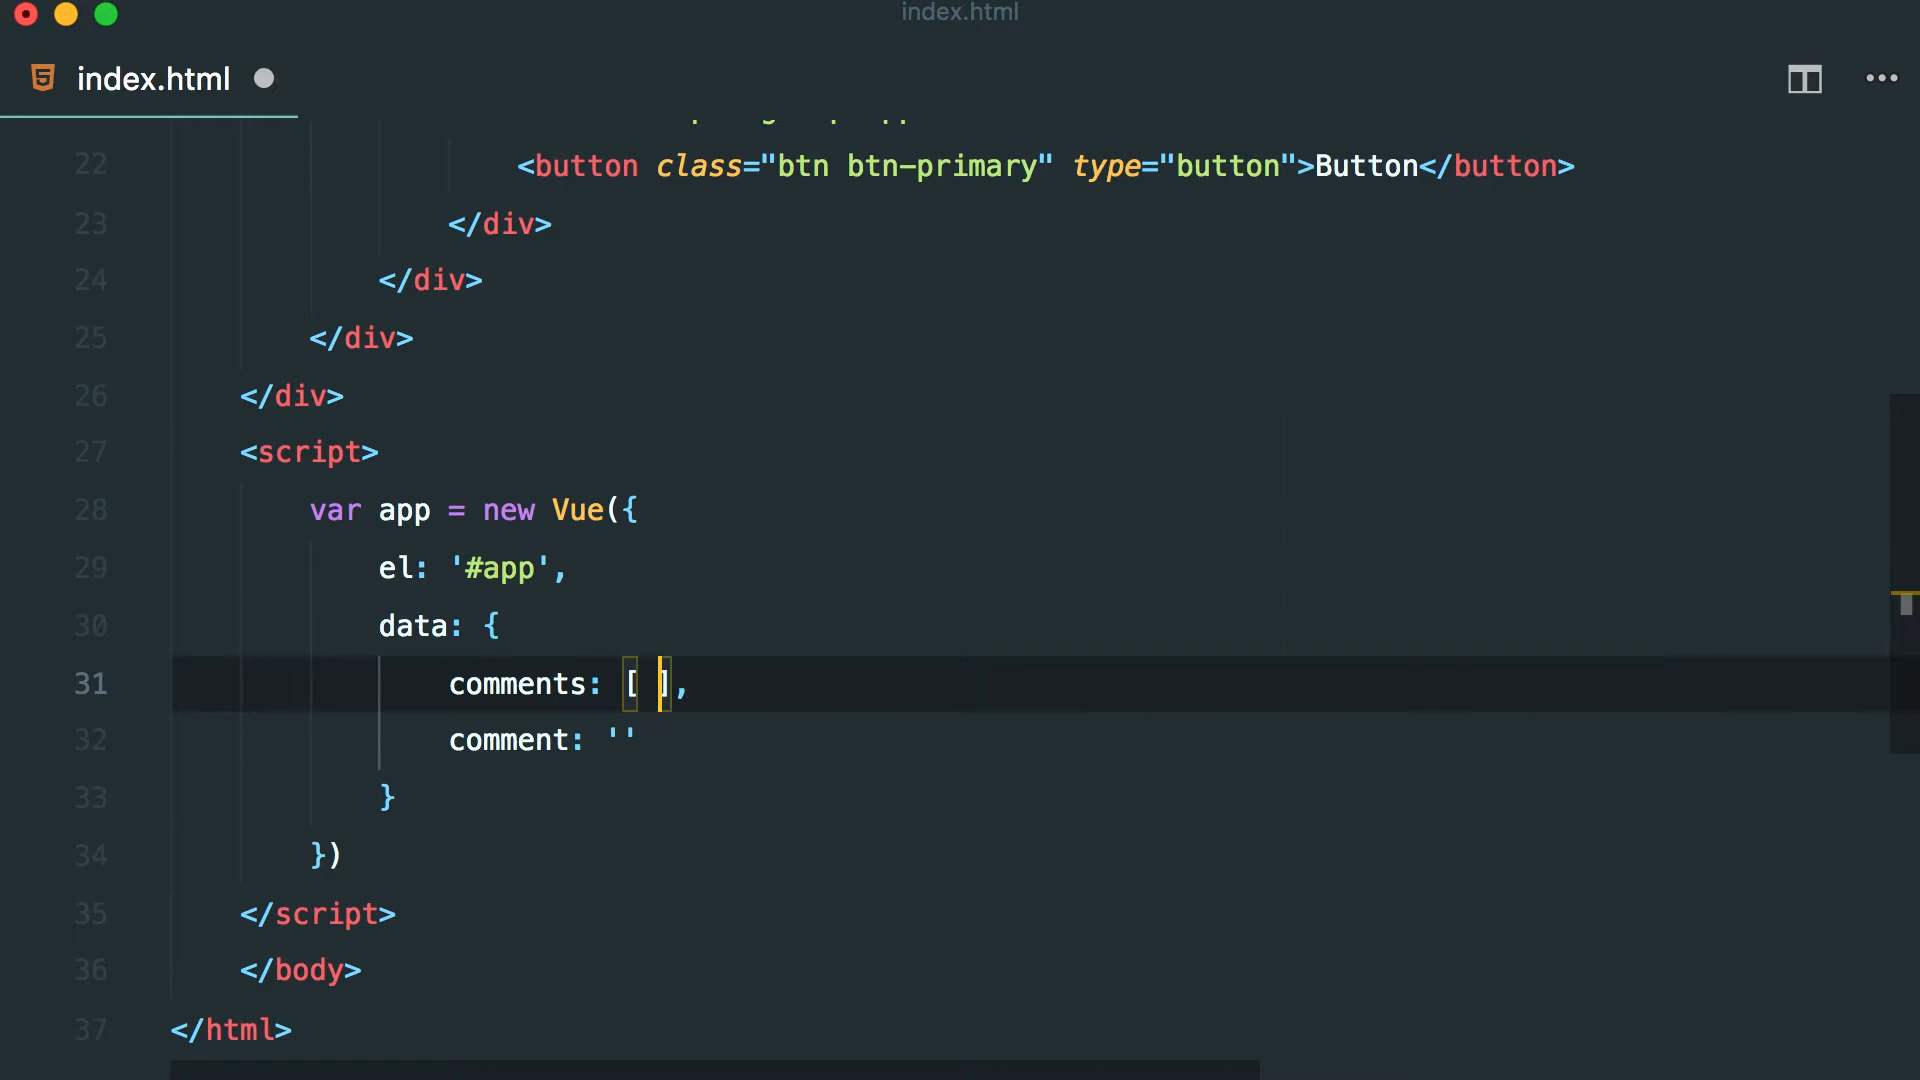 index.html
index.html
22 <button class="btn btn-primary" type="button">Button</button>
23 </div>
24 </div>
25 </div>
26 </div>
27 <script>
28 var app = new Vue({
29 el: '#app',
30 data: {
31 comments: [ ],
32 comment: ''
33 }
34 })
35 </script>
36 </body>
37 </html>